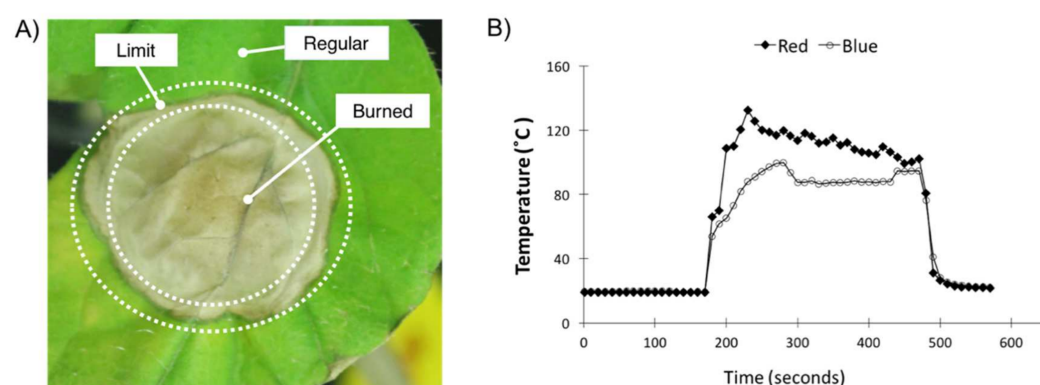 A)
Limit
Regular
Burned
B)
Red Blue
Temperature (˚C)
160
120
80
40
0
0 100 200 300 400 500 600
Time (seconds)